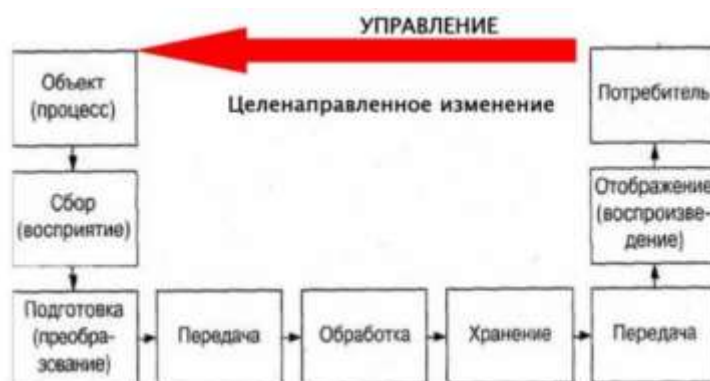 УПРАВЛЕНИЕ
Объект
(процесс)
Целенаправленное изменение
Потребитель
Сбор
(восприятие)
Отображение
(воспроизве-
дение)
Подготовка
(преобра-
зование)
Передача
Обработка
Хранение
Передача